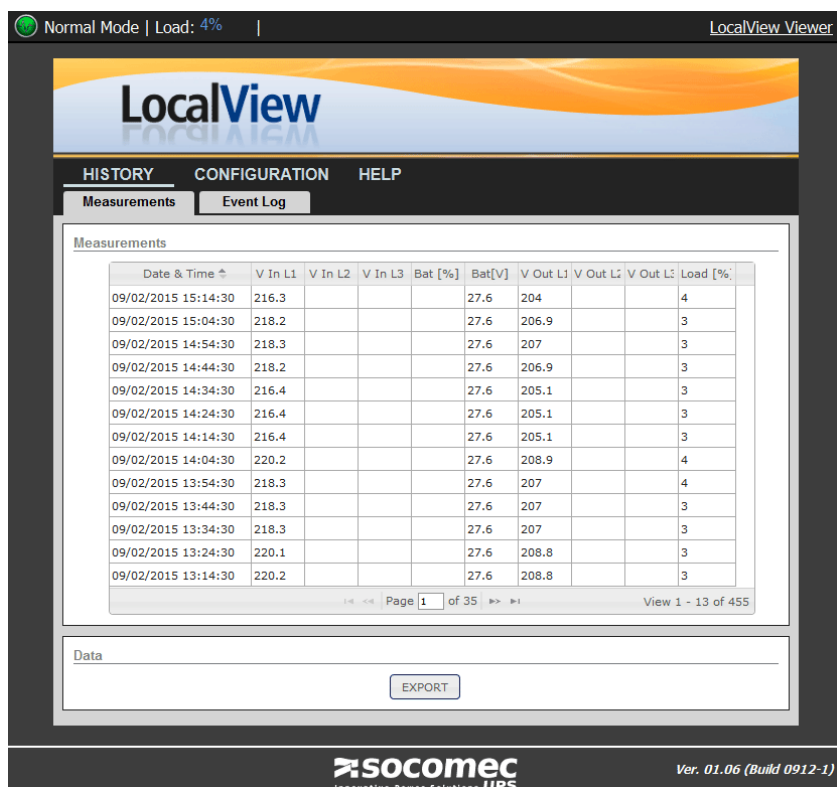 Normal Mode | Load: 4% | LocalView Viewer
LocalView
HISTORY CONFIGURATION HELP
Measurements Event Log
Measurements
Date & Time V In L1 V In L2 V In L3 Bat [%] Bat[V] V Out L1 V Out L2 V Out L3 Load [%]
09/02/2015 15:14:30 216.3 27.6 204 4
09/02/2015 15:04:30 218.2 27.6 206.9 3
09/02/2015 14:54:30 218.3 27.6 207 3
09/02/2015 14:44:30 218.2 27.6 206.9 3
09/02/2015 14:34:30 216.4 27.6 205.1 3
09/02/2015 14:24:30 216.4 27.6 205.1 3
09/02/2015 14:14:30 216.4 27.6 205.1 3
09/02/2015 14:04:30 220.2 27.6 208.9 4
09/02/2015 13:54:30 218.3 27.6 207 4
09/02/2015 13:44:30 218.3 27.6 207 3
09/02/2015 13:34:30 218.3 27.6 207 3
09/02/2015 13:24:30 220.1 27.6 208.8 3
09/02/2015 13:14:30 220.2 27.6 208.8 3
Page 1 of 35 View 1 - 13 of 455
Data
EXPORT
socomec
Innovative Power Solutions UPS
Ver. 01.06 (Build 0912-1)